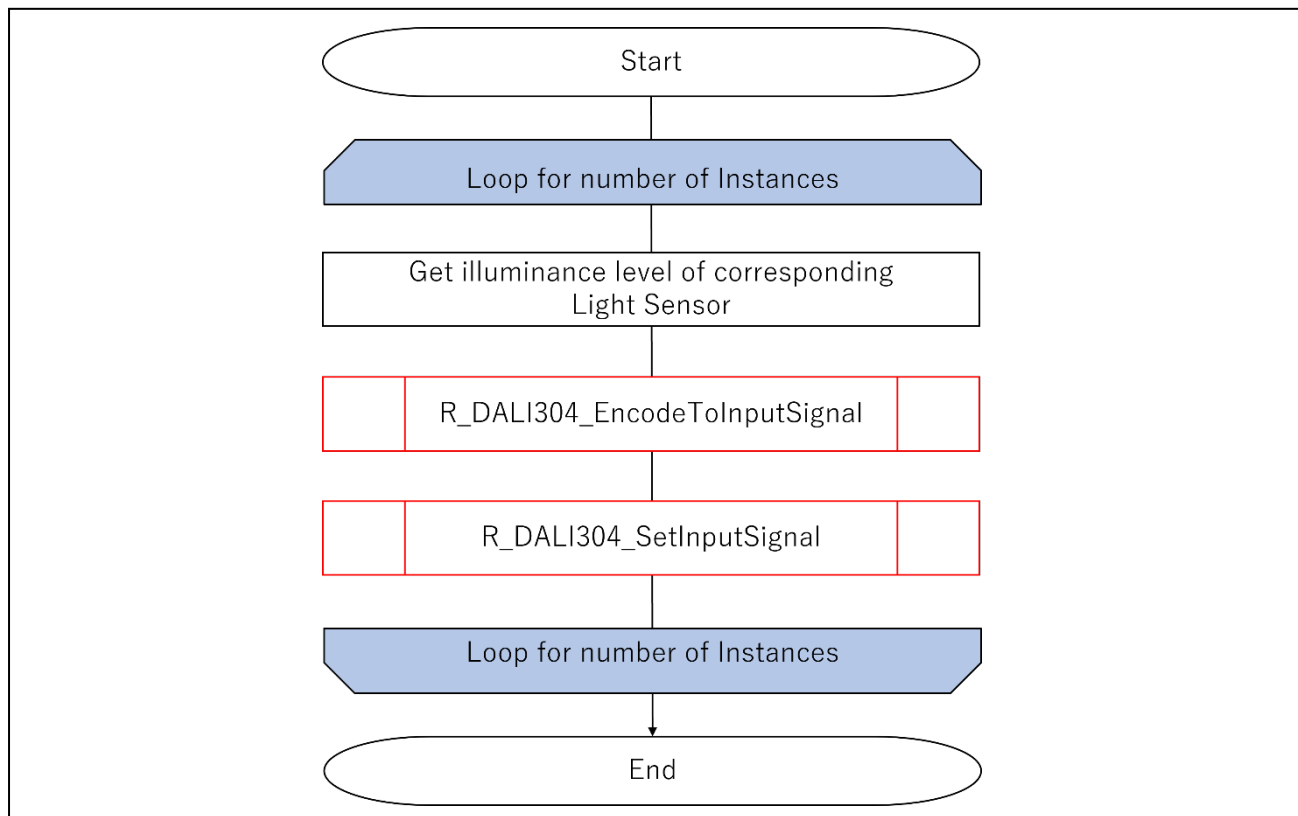 Start
Loop for number of Instances
Get illuminance level of corresponding
Light Sensor
R_DALI304_EncodeToInputSignal
R_DALI304_SetInputSignal
Loop for number of Instances
End